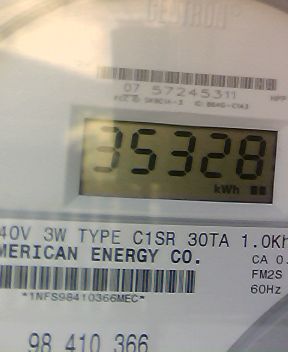 CENTRON®
07 57245311
35328
kWh
40V 3W TYPE C1SR 30TA 1.0Kh
MERICAN ENERGY CO.
CA 0.
FM2S
60Hz
*1NFS98410366MEC*
98 410 366